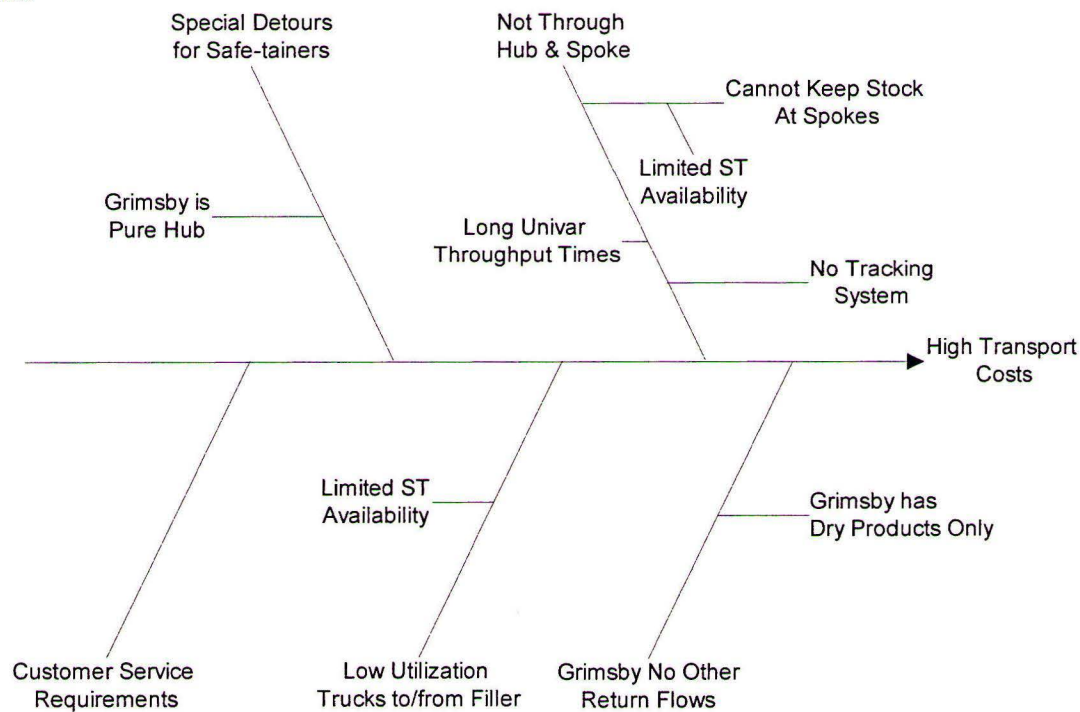 Special Detours
for Safe-tainers
Not Through
Hub & Spoke
Cannot Keep Stock
At Spokes
Limited ST
Availability
Grimsby is
Pure Hub
Long Univar
Throughput Times
No Tracking
System
High Transport
Costs
Limited ST
Availability
Grimsby has
Dry Products Only
Customer Service
Requirements
Low Utilization
Trucks to/from Filler
Grimsby No Other
Return Flows